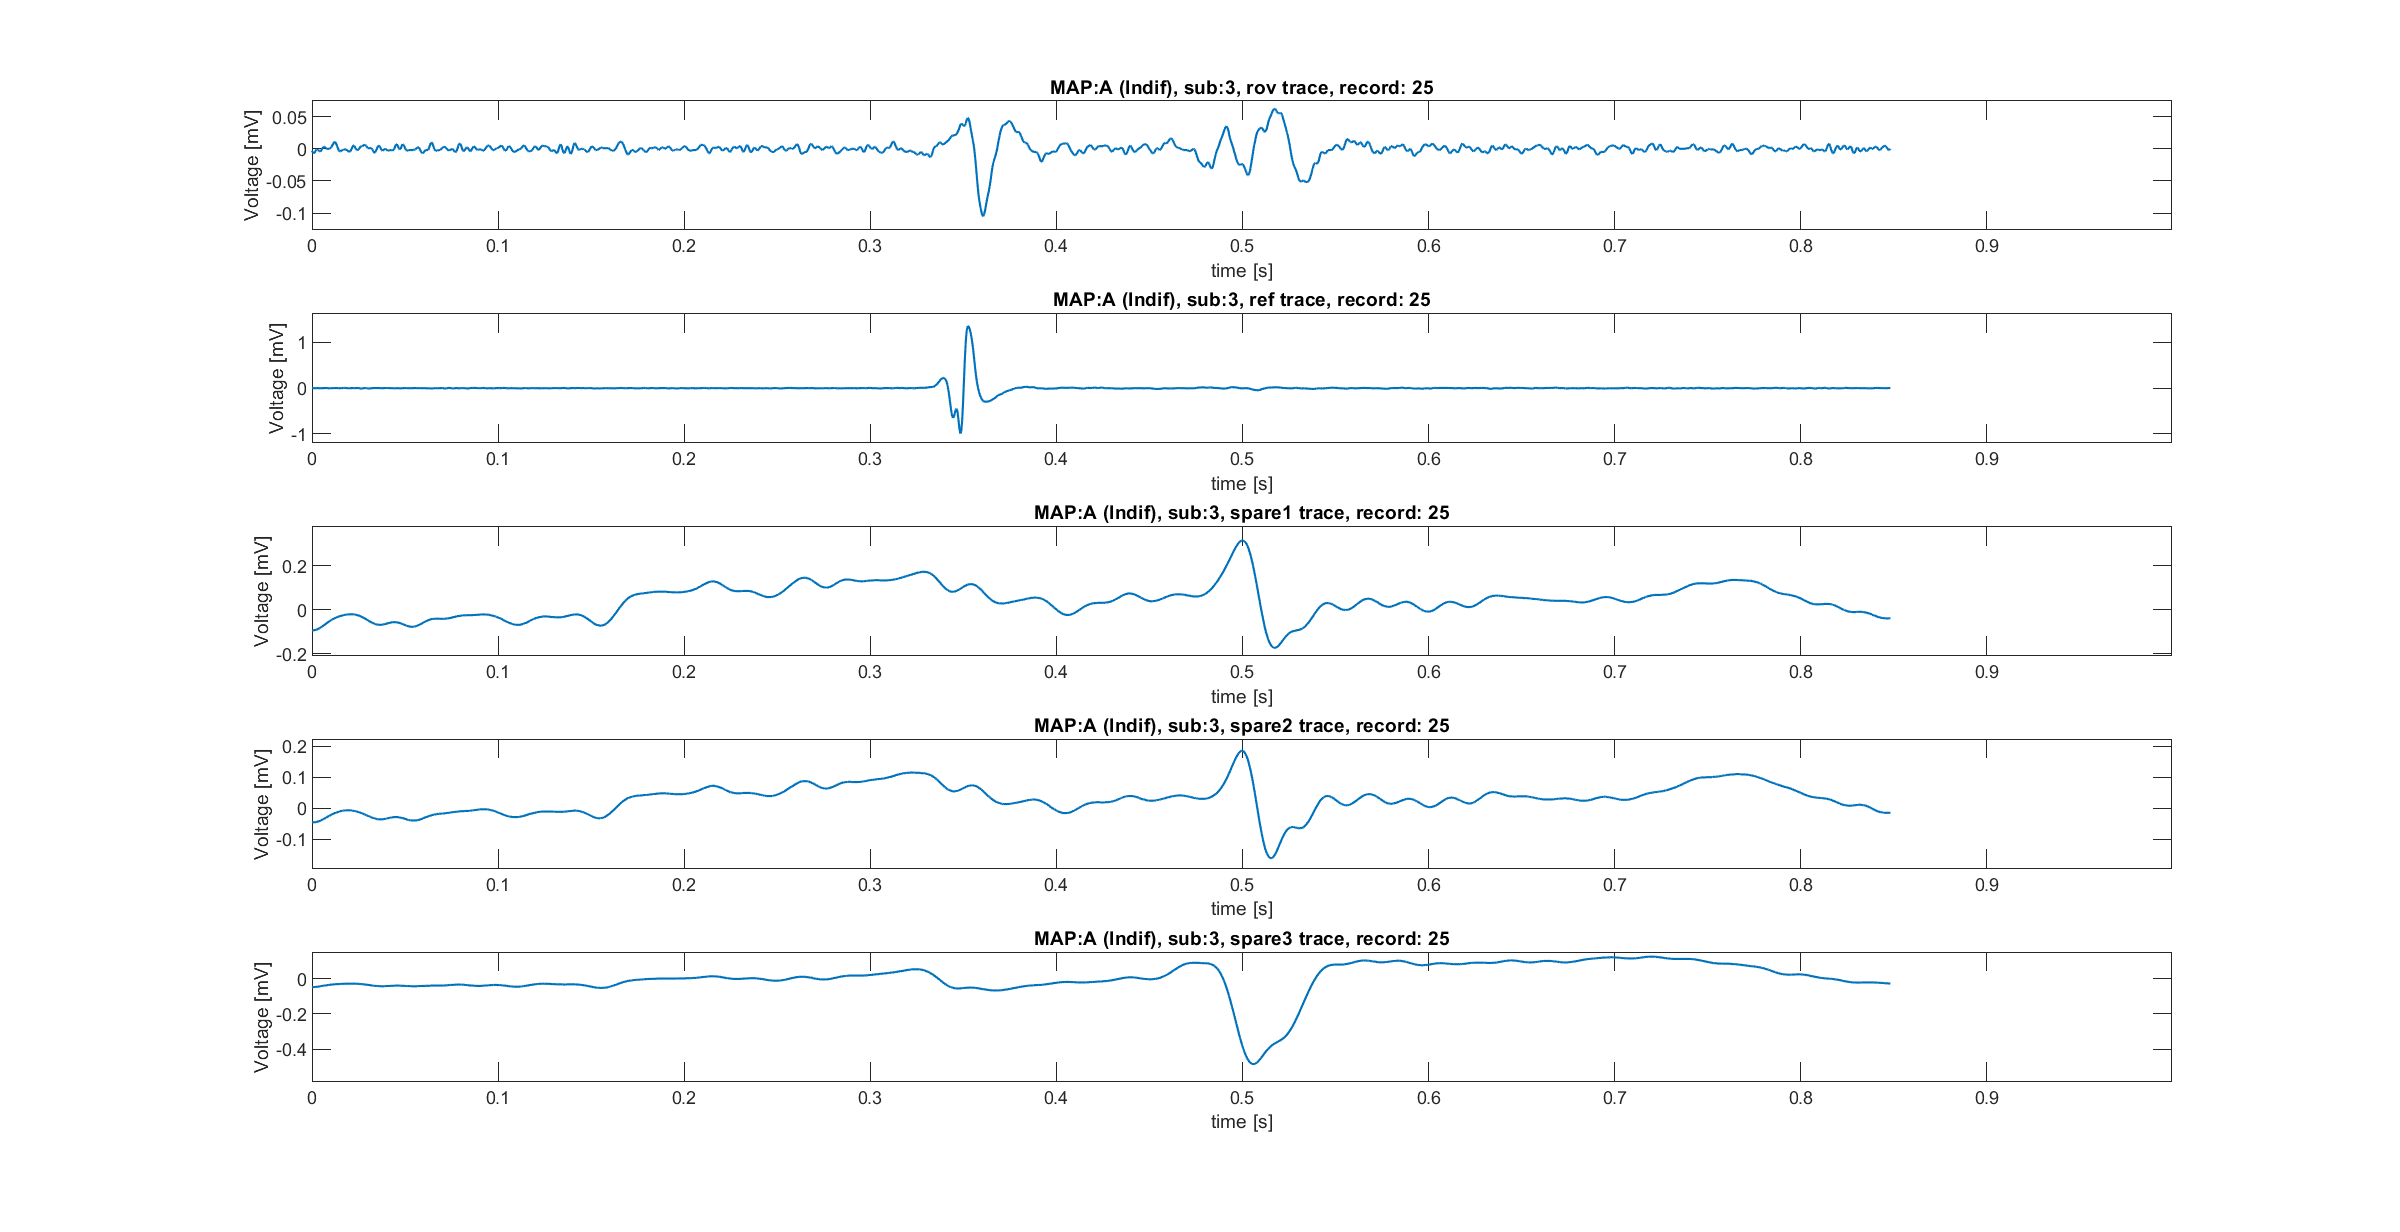 MAP:A (Indif), sub:3, rov trace, record: 25
Voltage [mV]
0.05
0
-0.05
-0.1
0 0.1 0.2 0.3 0.4 0.5 0.6 0.7 0.8 0.9
time [s]
MAP:A (Indif), sub:3, ref trace, record: 25
Voltage [mV]
1
0
-1
0 0.1 0.2 0.3 0.4 0.5 0.6 0.7 0.8 0.9
time [s]
MAP:A (Indif), sub:3, spare1 trace, record: 25
Voltage [mV]
0.2
0
-0.2
0 0.1 0.2 0.3 0.4 0.5 0.6 0.7 0.8 0.9
time [s]
MAP:A (Indif), sub:3, spare2 trace, record: 25
Voltage [mV]
0.2
0.1
0
-0.1
0 0.1 0.2 0.3 0.4 0.5 0.6 0.7 0.8 0.9
time [s]
MAP:A (Indif), sub:3, spare3 trace, record: 25
Voltage [mV]
0
-0.2
-0.4
0 0.1 0.2 0.3 0.4 0.5 0.6 0.7 0.8 0.9
time [s]